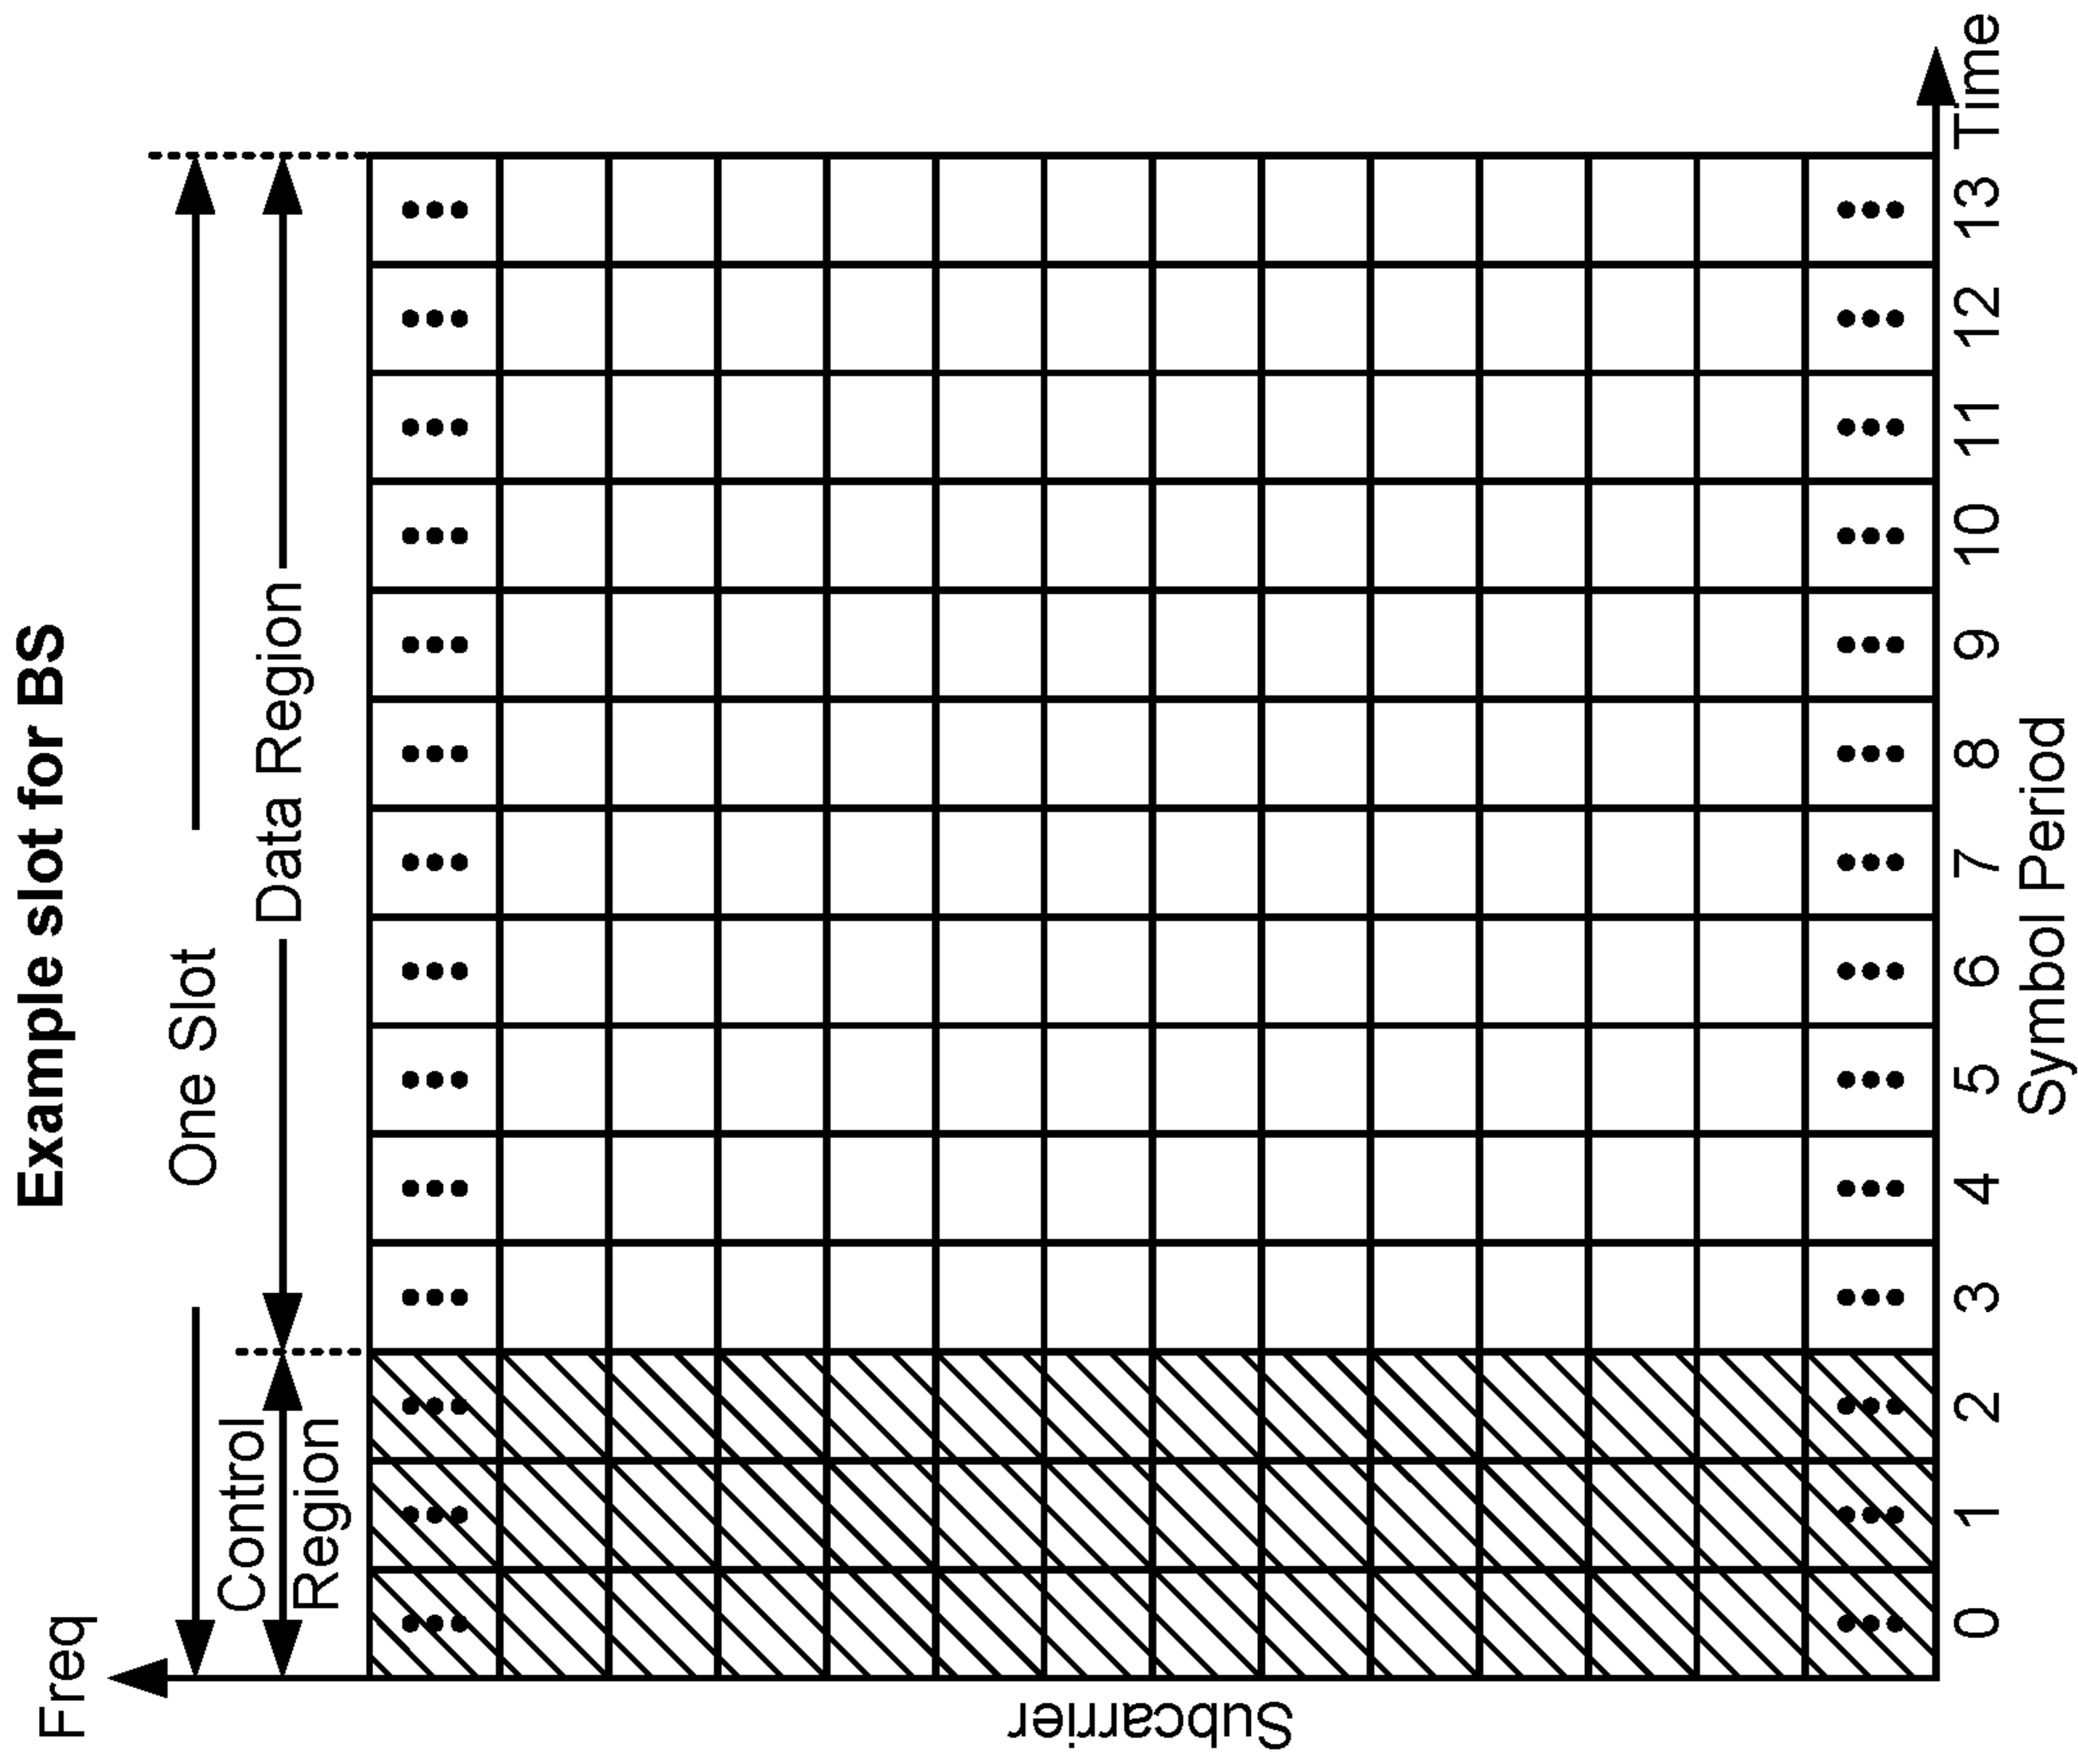 Example slot for BS
Freq
One Slot
Control
Region
Data Region
Subcarrier
0 1 2 3 4 5 6 7 8 9 10 11 12 13 Time
Symbol Period